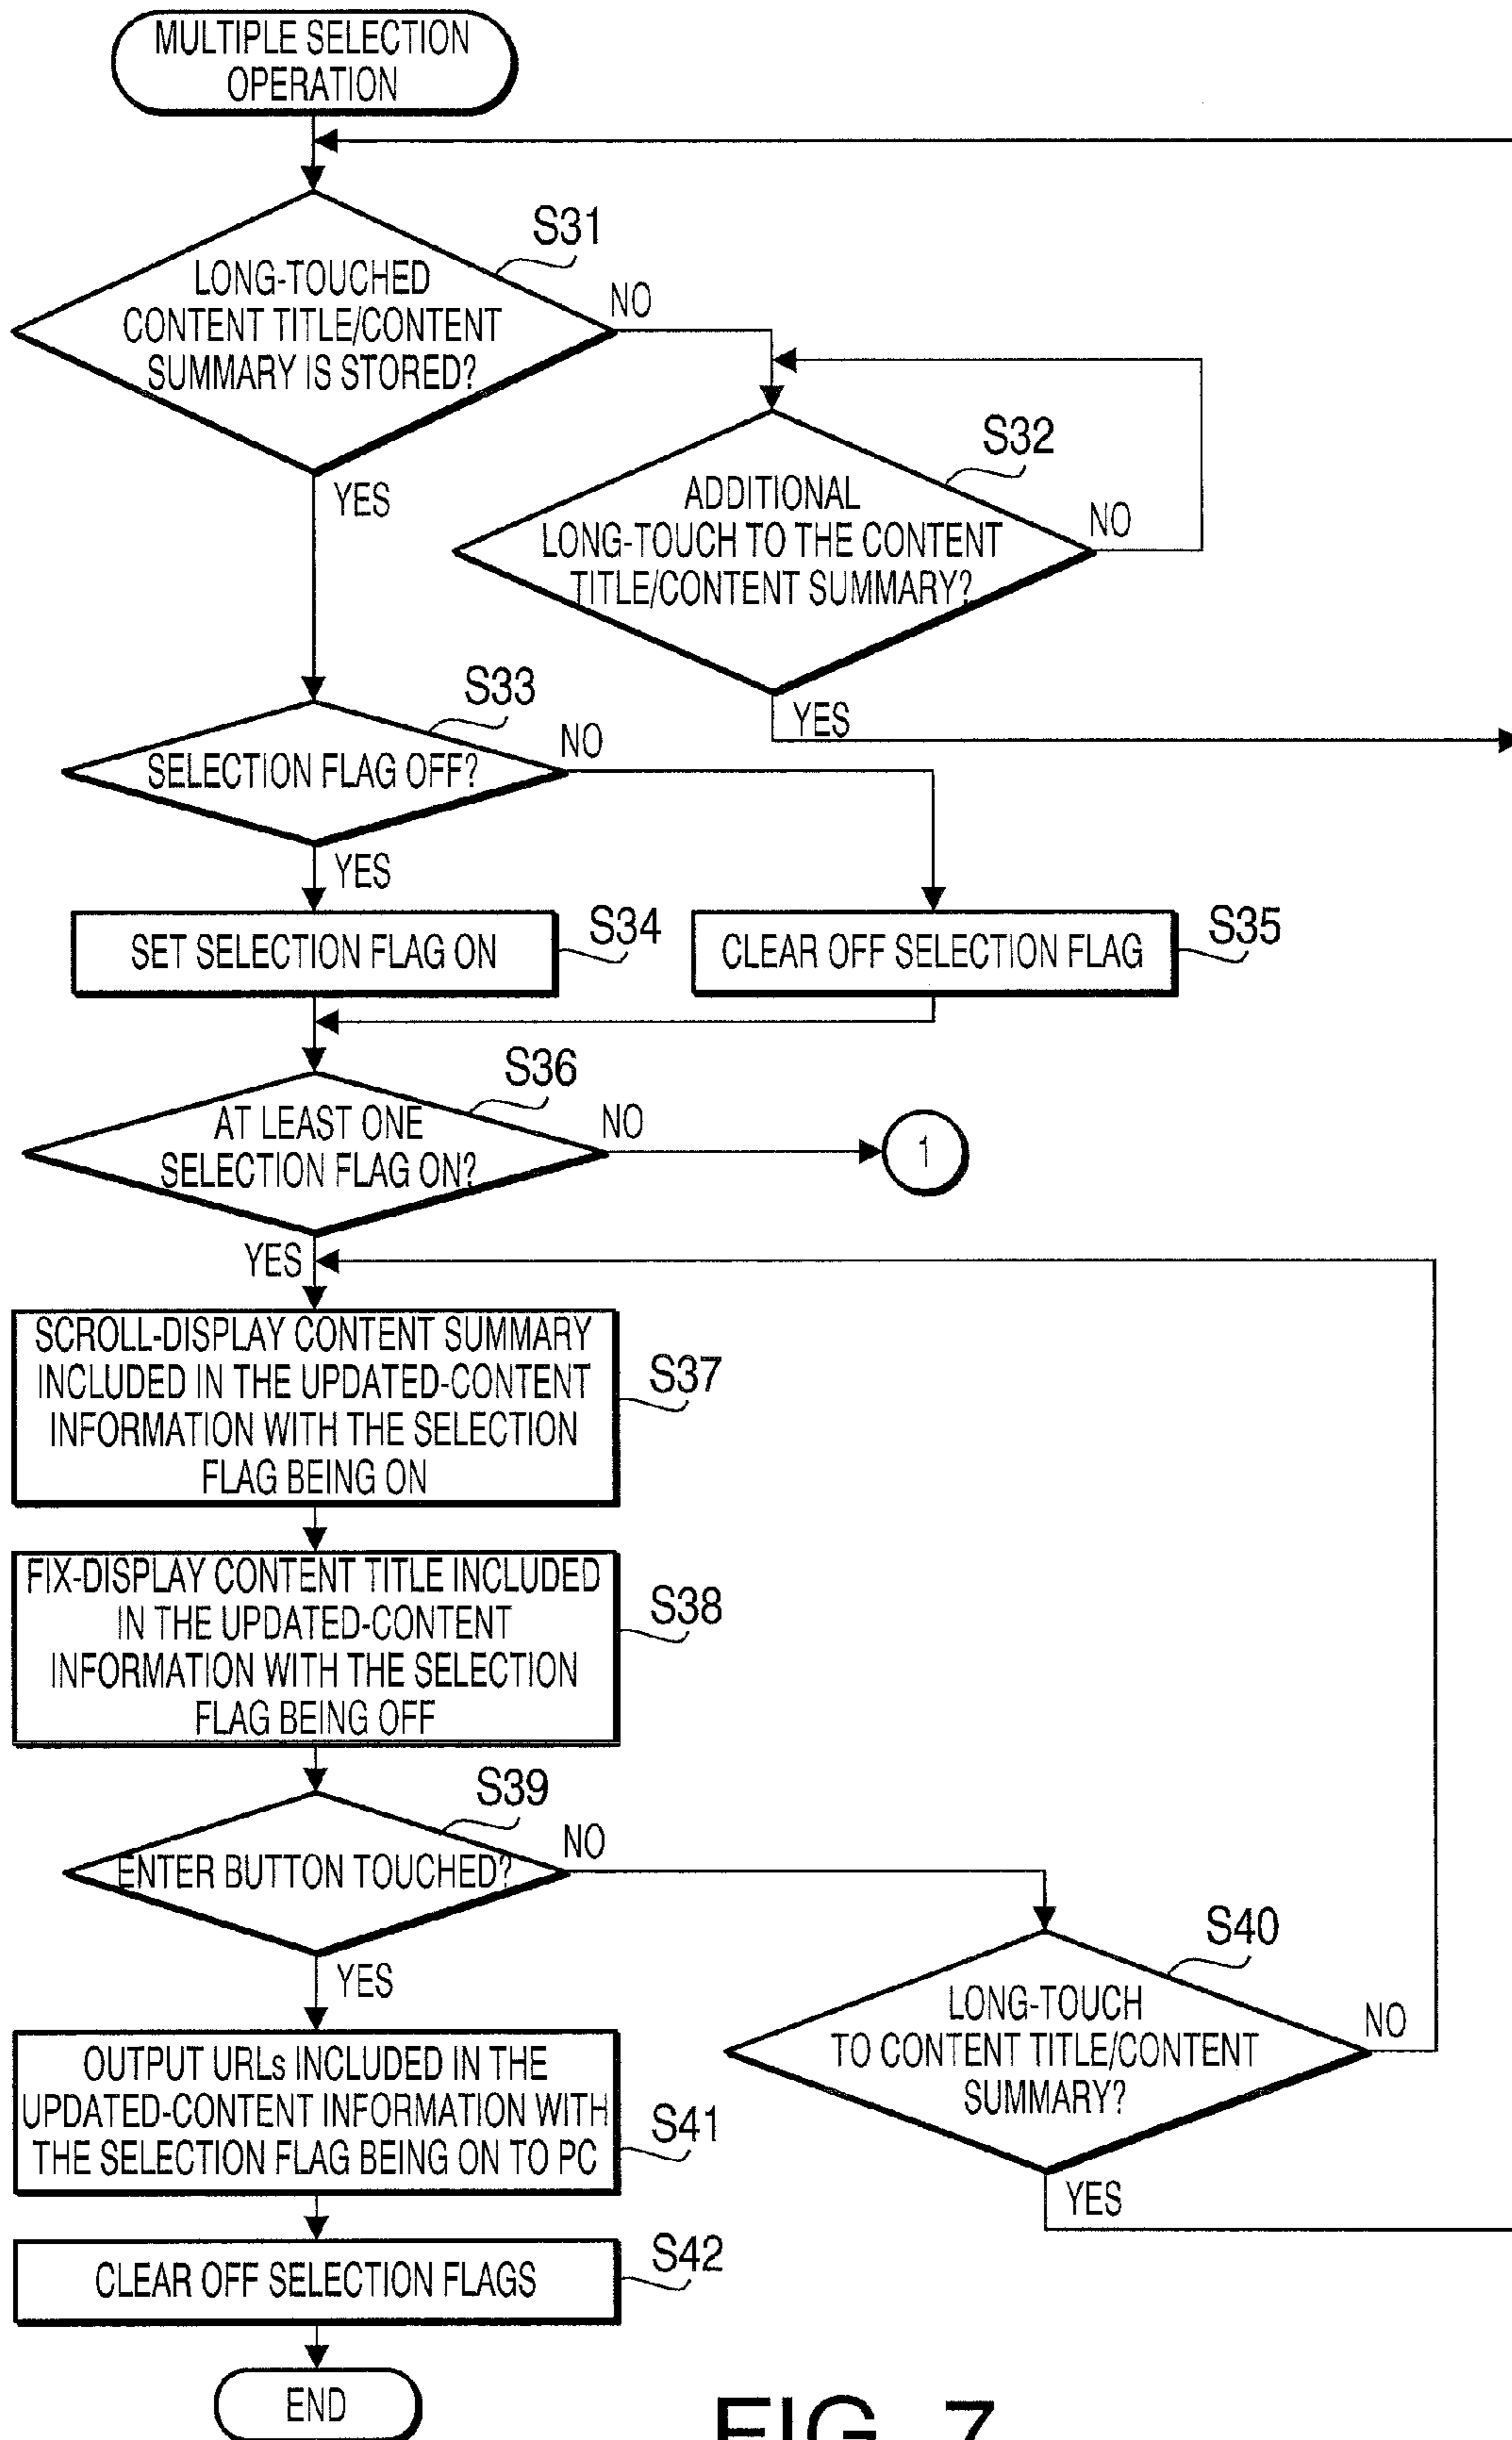 MULTIPLE SELECTION
OPERATION
S31
LONG-TOUCHED
CONTENT TITLE/CONTENT
SUMMARY IS STORED?
NO
YES
S32
ADDITIONAL
LONG-TOUCH TO THE CONTENT
TITLE/CONTENT SUMMARY?
NO
YES
S33
SELECTION FLAG OFF?
NO
YES
SET SELECTION FLAG ON
S34
CLEAR OFF SELECTION FLAG
S35
S36
AT LEAST ONE
SELECTION FLAG ON?
NO
1
YES
SCROLL-DISPLAY CONTENT SUMMARY
INCLUDED IN THE UPDATED-CONTENT
INFORMATION WITH THE SELECTION
FLAG BEING ON
S37
FIX-DISPLAY CONTENT TITLE INCLUDED
IN THE UPDATED-CONTENT
INFORMATION WITH THE SELECTION
FLAG BEING OFF
S38
S39
ENTER BUTTON TOUCHED?
NO
YES
S40
LONG-TOUCH
TO CONTENT TITLE/CONTENT
SUMMARY?
NO
YES
OUTPUT URLs INCLUDED IN THE
UPDATED-CONTENT INFORMATION WITH
THE SELECTION FLAG BEING ON TO PC
S41
CLEAR OFF SELECTION FLAGS
S42
END
FIG. 7